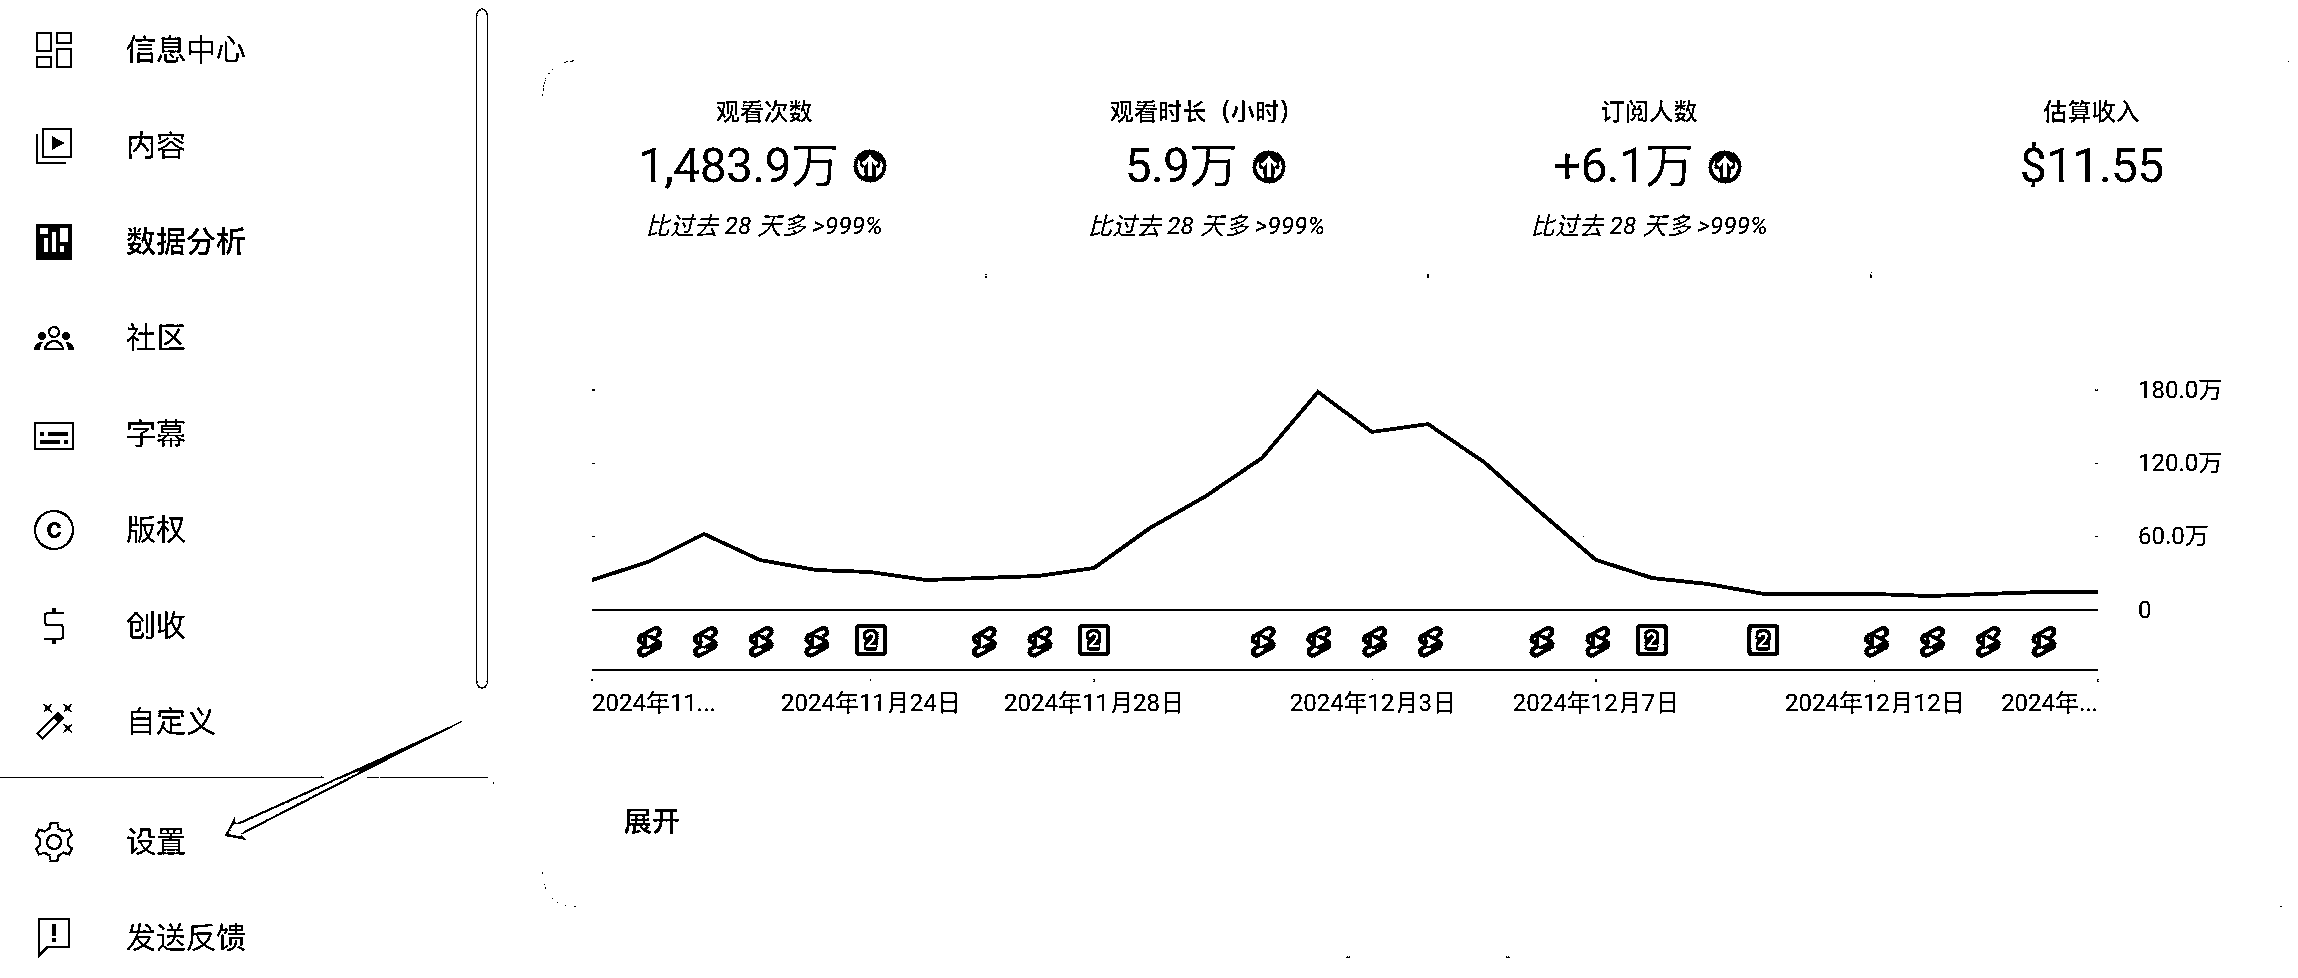 信息中心
内容
数据分析
社区
字幕
版权
创收
自定义
设置
发送反馈
观看次数
1,483.9万
比过去 28 天多 >999%
观看时长（小时）
5.9万
比过去 28 天多 >999%
订阅人数
+6.1万
比过去 28 天多 >999%
估算收入
$11.55
180.0万
120.0万
60.0万
0
2 2 2 2
2024年11... 2024年11月24日 2024年11月28日 2024年12月3日 2024年12月7日 2024年12月12日 2024年...
展开